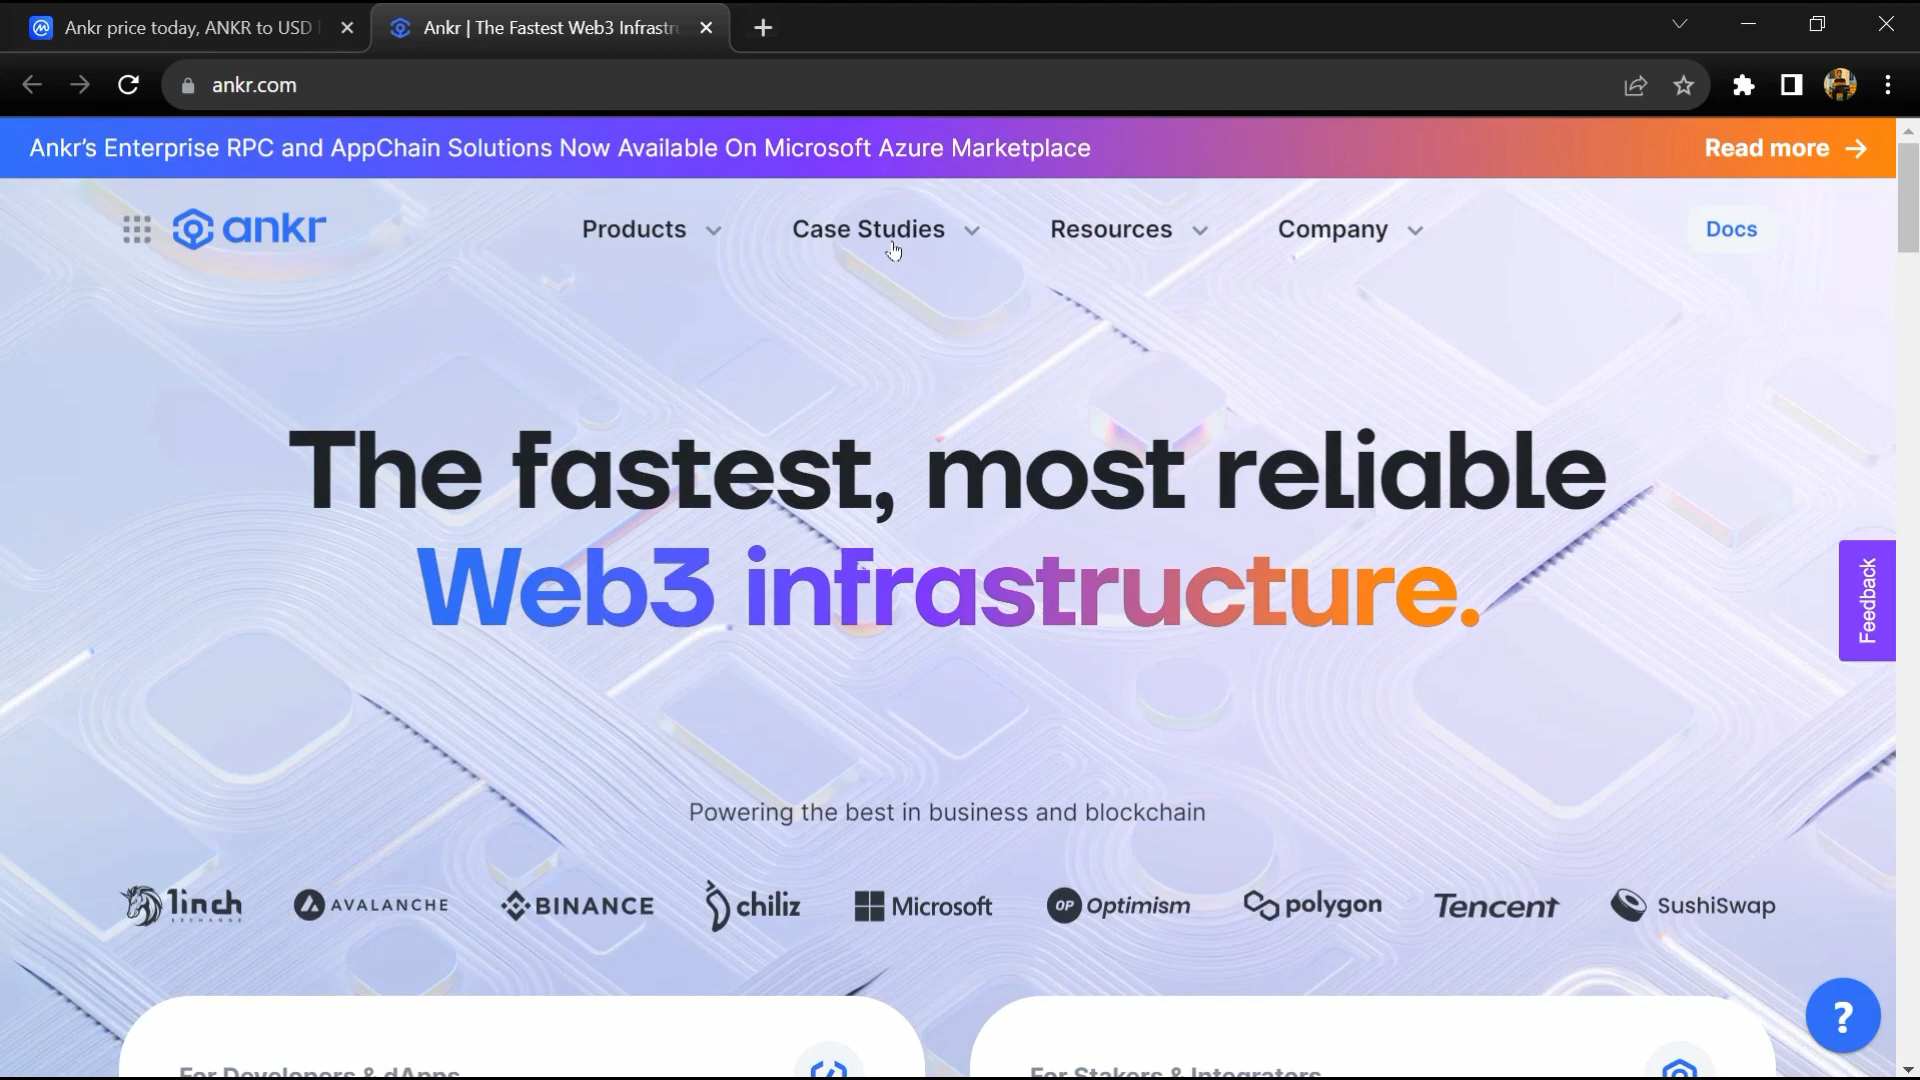 Ankr price today, ANKR to USD
Ankr | The Fastest Web3 Infrastr
ankr.com
Ankr's Enterprise RPC and AppChain Solutions Now Available On Microsoft Azure Marketplace
Read more →
ankr
Products
Case Studies
Resources
Company
Docs
The fastest, most reliable
Web3 infrastructure.
Feedback
Powering the best in business and blockchain
1inch
EXCHANGE
AVALANCHE
BINANCE
chiliz
Microsoft
OP Optimism
polygon
Tencent
SushiSwap
?
For Developers & dApps
For Stakers & Integrators